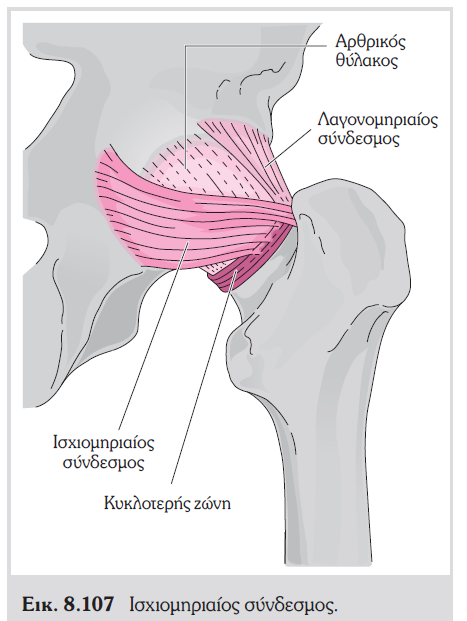 Αρθρικός
θύλακος
Λαγονομηριαίος
σύνδεσμος
Ισχιομηριαίος
σύνδεσμος
Κυκλοτερής ζώνη
Εικ. 8.107 Ισχιομηριαίος σύνδεσμος.